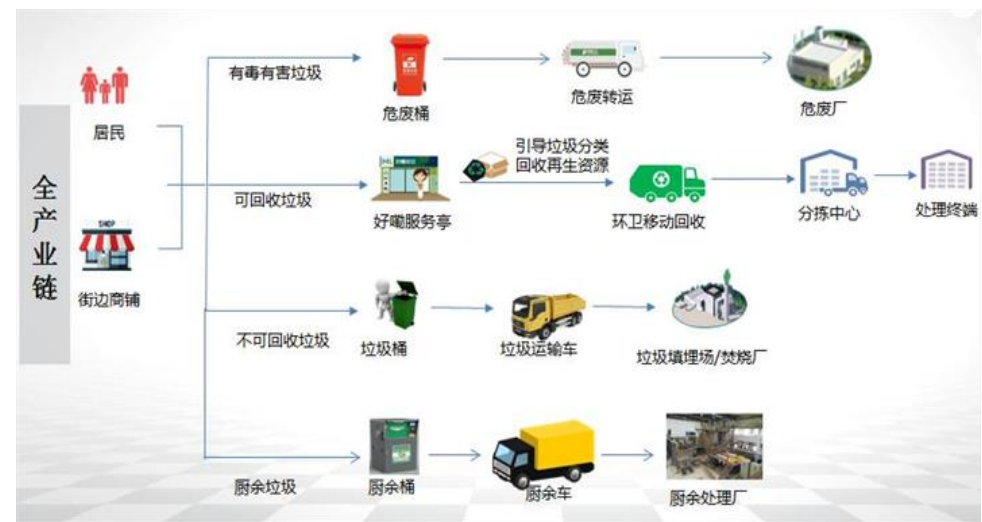 全产业链
居民
SHOP
街边商铺
有毒有害垃圾
危废桶
危废转运
危废厂
可回收垃圾
好嘞服务亭
引导垃圾分类
回收再生资源
环卫移动回收
分拣中心
处理终端
不可回收垃圾
垃圾桶
垃圾运输车
垃圾填埋场/焚烧厂
厨余垃圾
厨余桶
厨余车
厨余处理厂